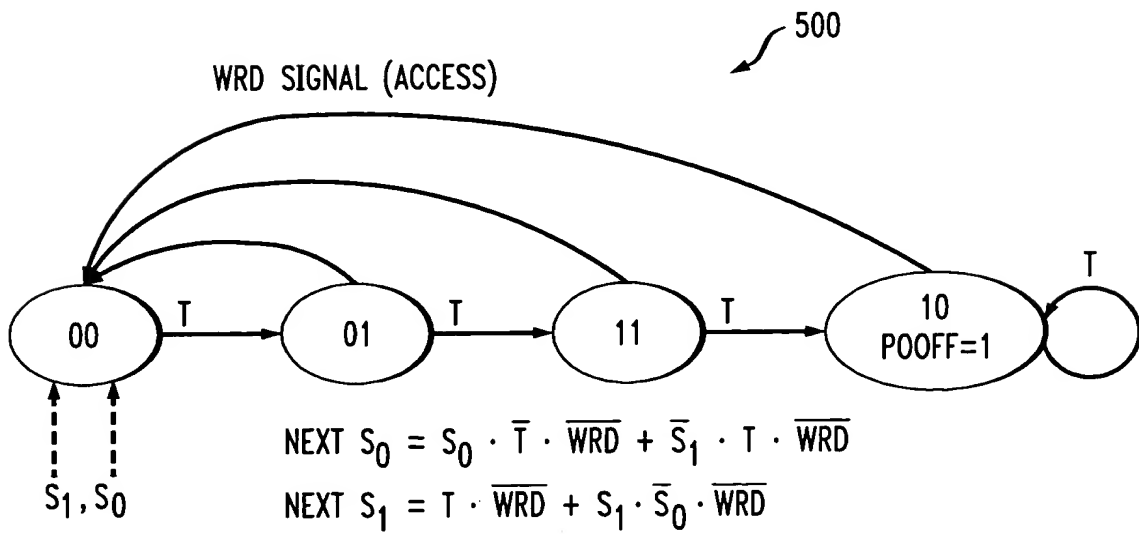 500
WRD SIGNAL (ACCESS)
T
00
T
01
T
11
T
10
POOFF=1
S₁, S₀
NEXT S₀ = S₀ · T̅ · W̅R̅D̅ + S̅₁ · T · W̅R̅D̅
NEXT S₁ = T · W̅R̅D̅ + S₁ · S̅₀ · W̅R̅D̅